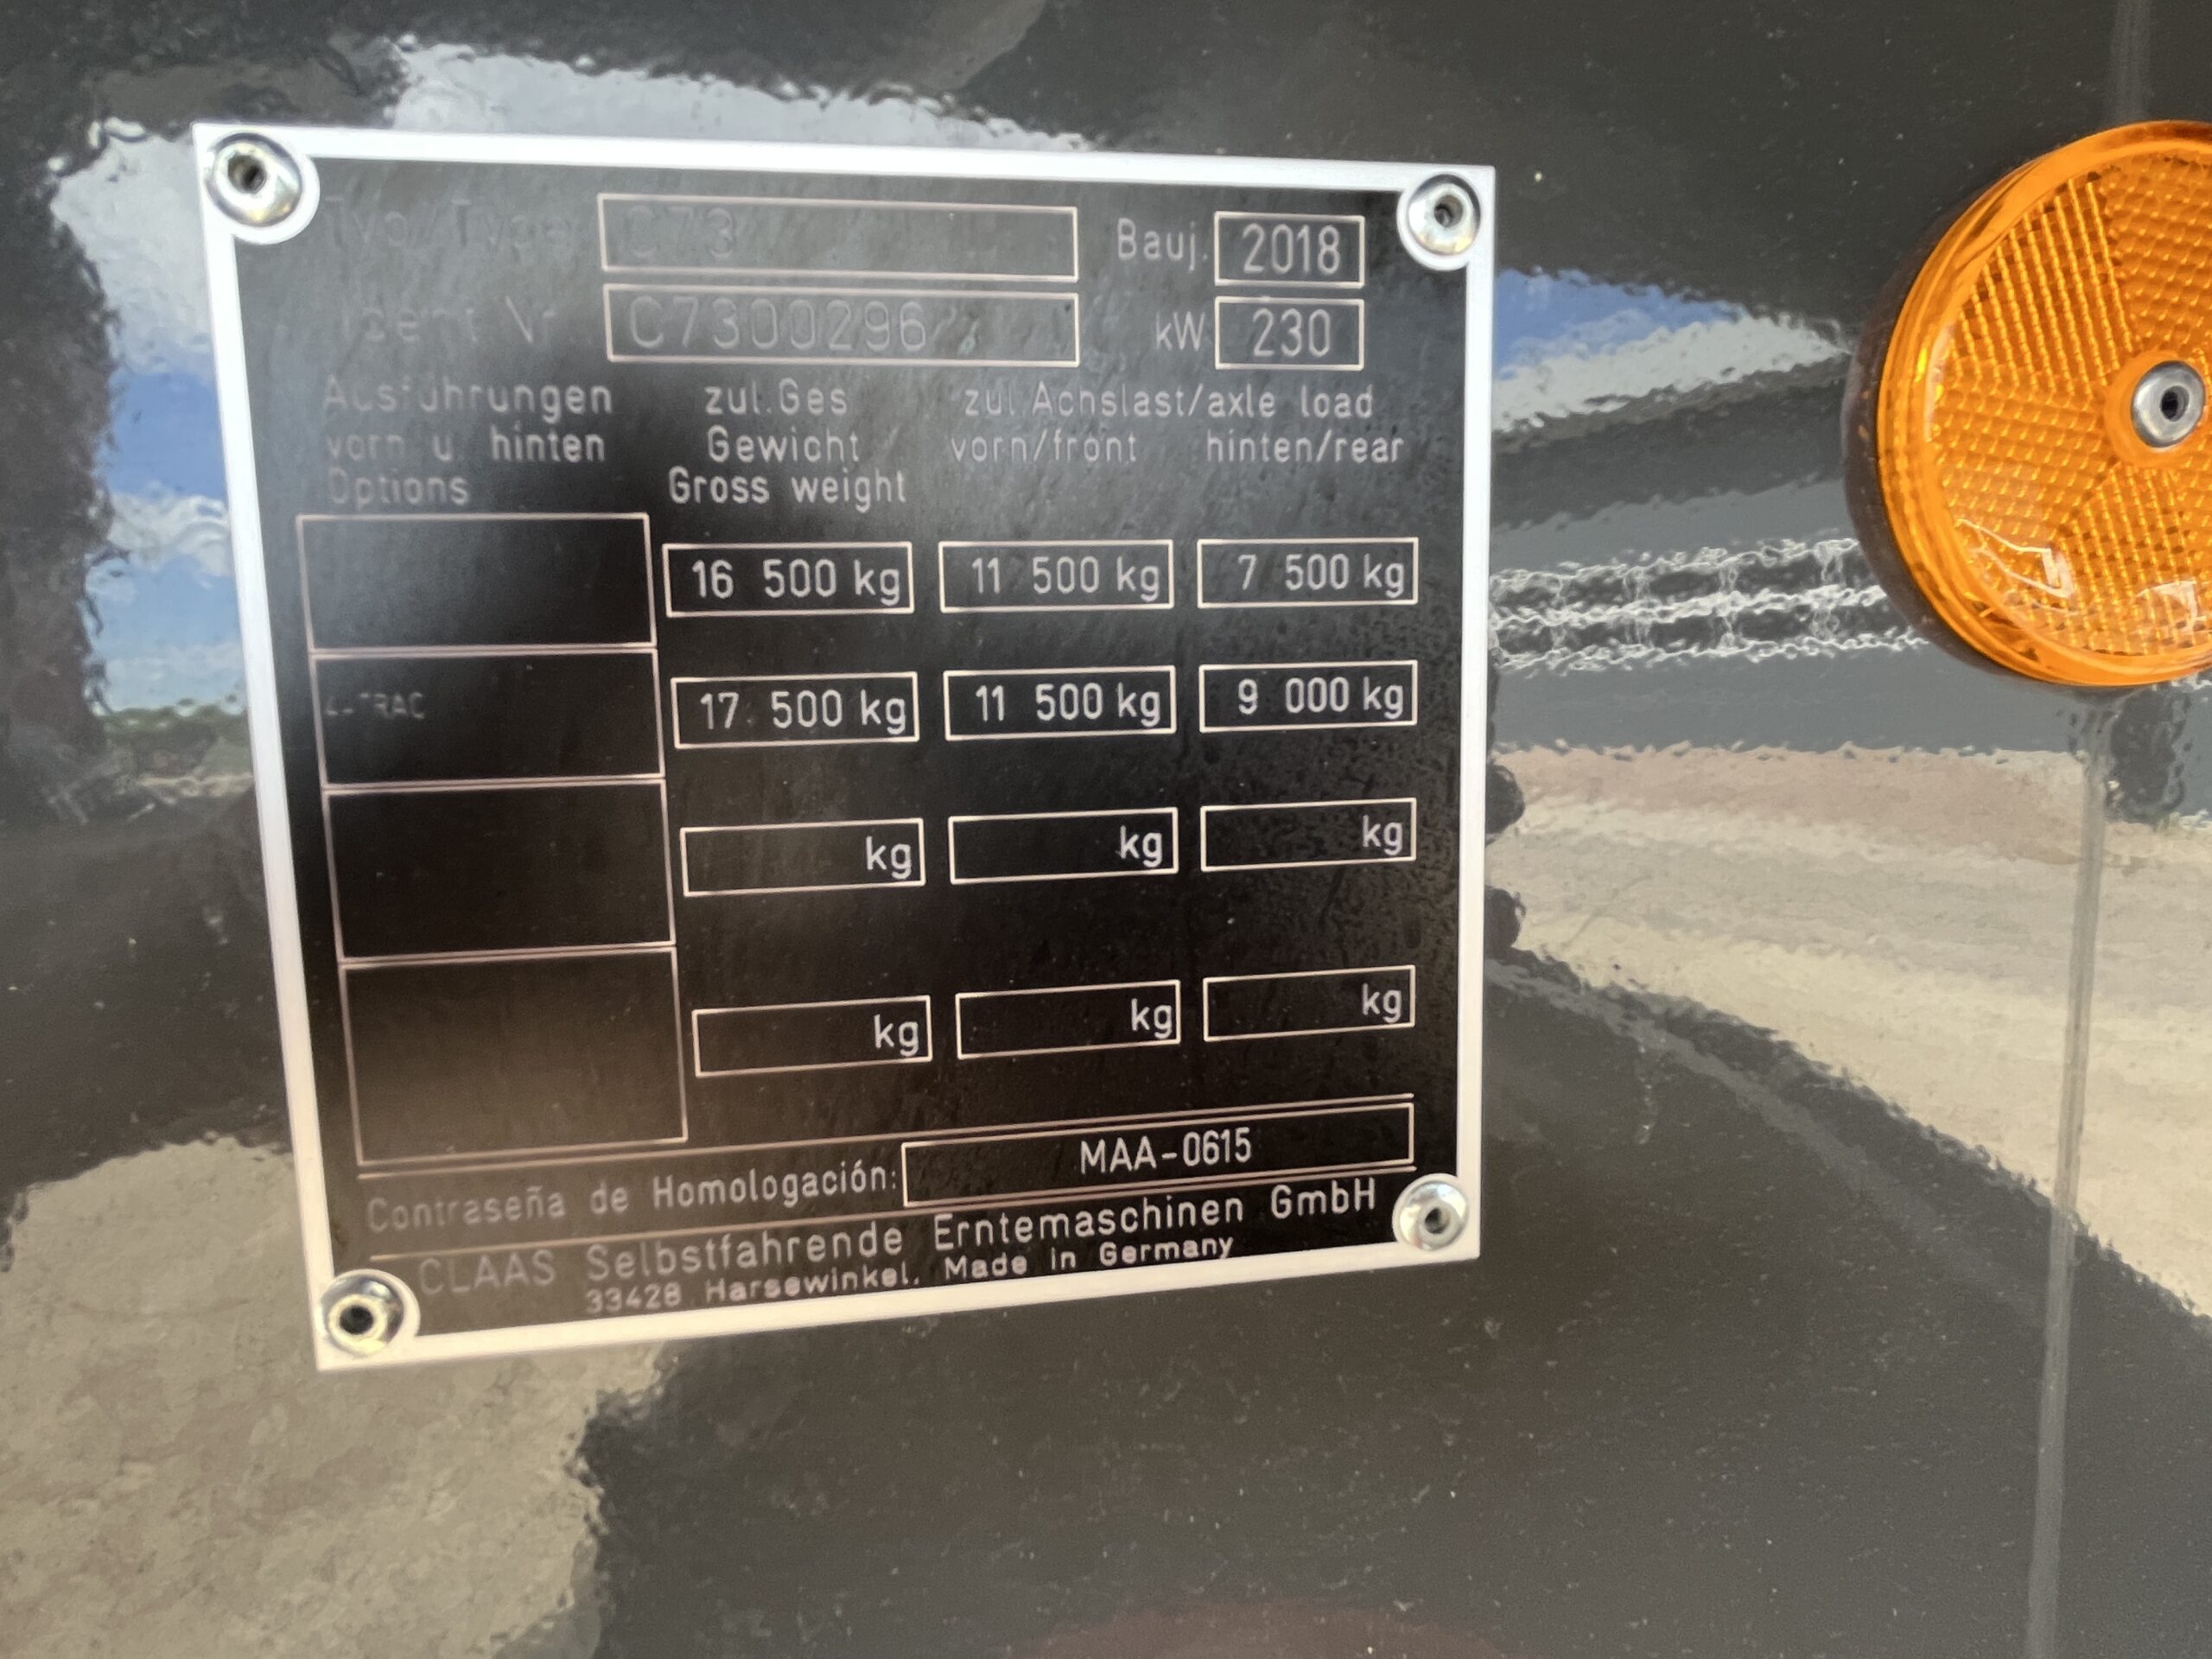 Typ/Type C73 Bauj. 2018
Ident Nr. C7300296 kW 230
Ausführungen zul. Ges zul. Achslast/axle load
vorn u. hinten Gewicht vorn/front hinten/rear
Options Gross weight
16 500 kg 11 500 kg 7 500 kg
4-TRAC 17 500 kg 11 500 kg 9 000 kg
kg kg kg
kg kg kg
Contraseña de Homologación: MAA-0615
CLAAS Selbstfahrende Erntemaschinen GmbH
33428 Harsewinkel. Made in Germany